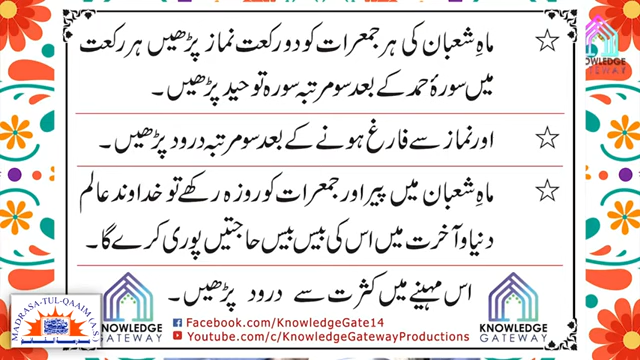 ماہِ شعبان کی ہر جمعرات کو دو رکعت نماز پڑھیں ہر رکعت
میں سورۂ حمد کے بعد سو مرتبہ سورہ توحید پڑھیں۔
اور نماز سے فارغ ہونے کے بعد سو مرتبہ درود پڑھیں۔
ماہِ شعبان میں پیر اور جمعرات کو روزہ رکھے تو خداوند عالم
دنیا و آخرت میں اس کی بیس بیس حاجتیں پوری کرے گا۔
اس مہینے میں کثرت سے درود پڑھیں۔
KNOWLEDGE
GATEWAY
MADRASA-TUL-QAAIM (A.S)
KNOWLEDGE
GATEWAY
Facebook.com/KnowledgeGate14
Youtube.com/c/KnowledgeGatewayProductions
KNOWLEDGE
GATEWAY